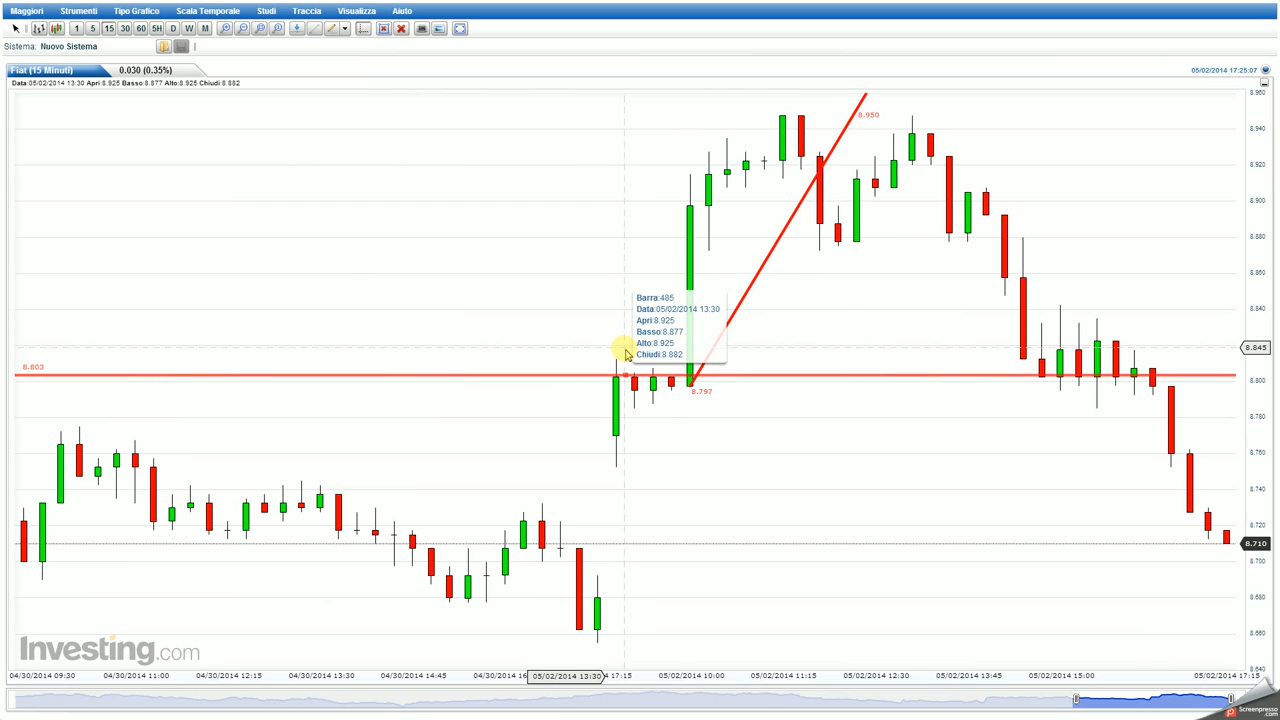 Maggiori Strumenti Tipo Grafico Scala Temporale Studi Traccia Visualizza Aiuto
1 5 15 30 60 5H D W M
Sistema: Nuovo Sistema
Fiat (15 Minuti) 0.030 (0.35%) 05/02/2014 17:25:07
Data:05/02/2014 13:30 Apri:8.925 Basso:8.877 Alto:8.925 Chiudi:8.882
8.960
8.950
8.940
8.920
8.900
8.880
8.860
Barra:485
Data:05/02/2014 13:30
Apri:8.925
Basso:8.877
Alto:8.925
Chiudi:8.882
8.845
8.803
8.800
8.797
8.780
8.760
8.740
8.720
8.710
8.680
8.660
8.640
Investing.com
04/30/2014 09:30 04/30/2014 11:00 04/30/2014 12:15 04/30/2014 13:30 04/30/2014 14:45 04/30/2014 16: 05/02/2014 13:30 4 17:15 05/02/2014 10:00 05/02/2014 11:15 05/02/2014 12:30 05/02/2014 13:45 05/02/2014 15:00 05/02/2014 17:15
Screenpresso
.com